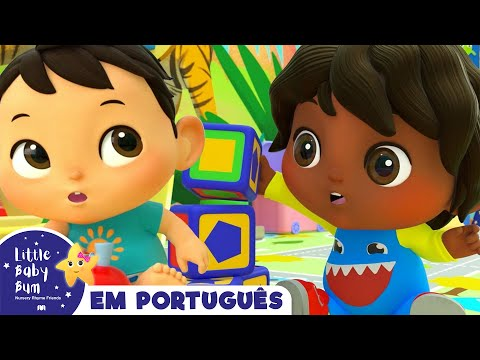 Little
Baby
Bum
Nursery Rhyme Friends
EM PORTUGUÊS